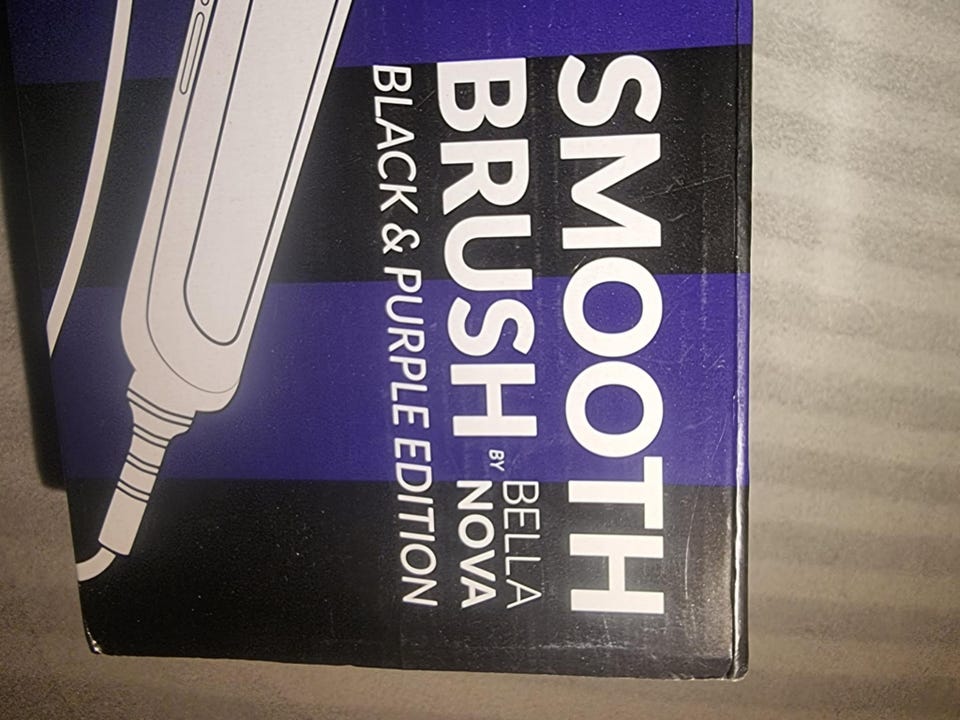 SMOOTH
BRUSH BY BELLA NOVA
BLACK & PURPLE EDITION